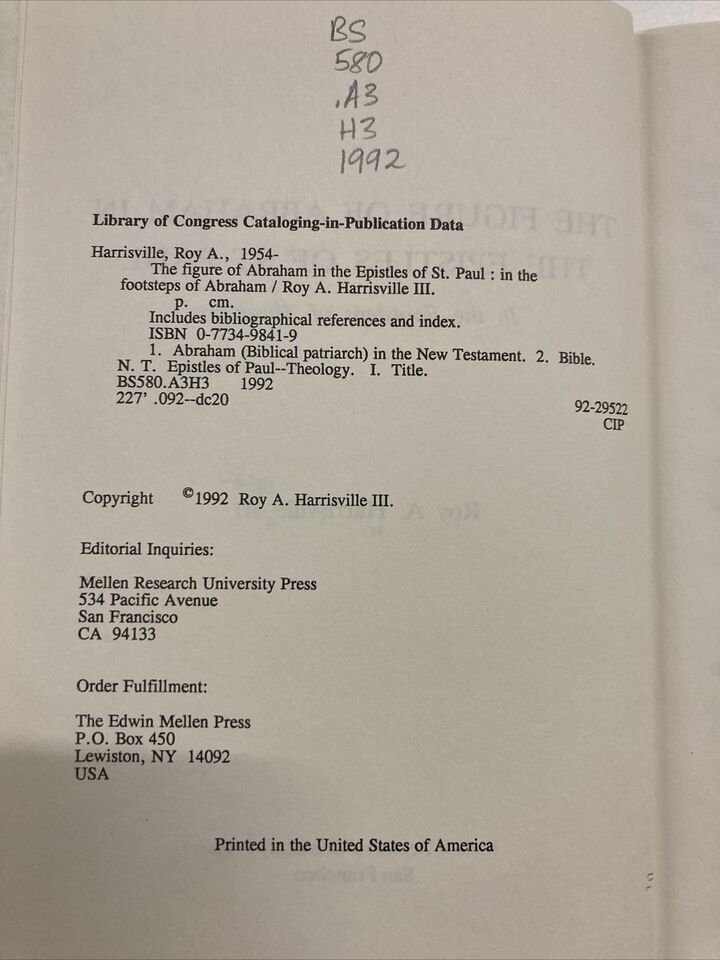 BS
580
.A3
H3
1992
Library of Congress Cataloging-in-Publication Data
Harrisville, Roy A., 1954-
The figure of Abraham in the Epistles of St. Paul : in the
footsteps of Abraham / Roy A. Harrisville III.
p. cm.
Includes bibliographical references and index.
ISBN 0-7734-9841-9
1. Abraham (Biblical patriarch) in the New Testament. 2. Bible.
N. T. Epistles of Paul--Theology. I. Title.
BS580.A3H3 1992
227' .092--dc20
92-29522
CIP
Copyright ©1992 Roy A. Harrisville III.
Editorial Inquiries:
Mellen Research University Press
534 Pacific Avenue
San Francisco
CA 94133
Order Fulfillment:
The Edwin Mellen Press
P.O. Box 450
Lewiston, NY 14092
USA
Printed in the United States of America